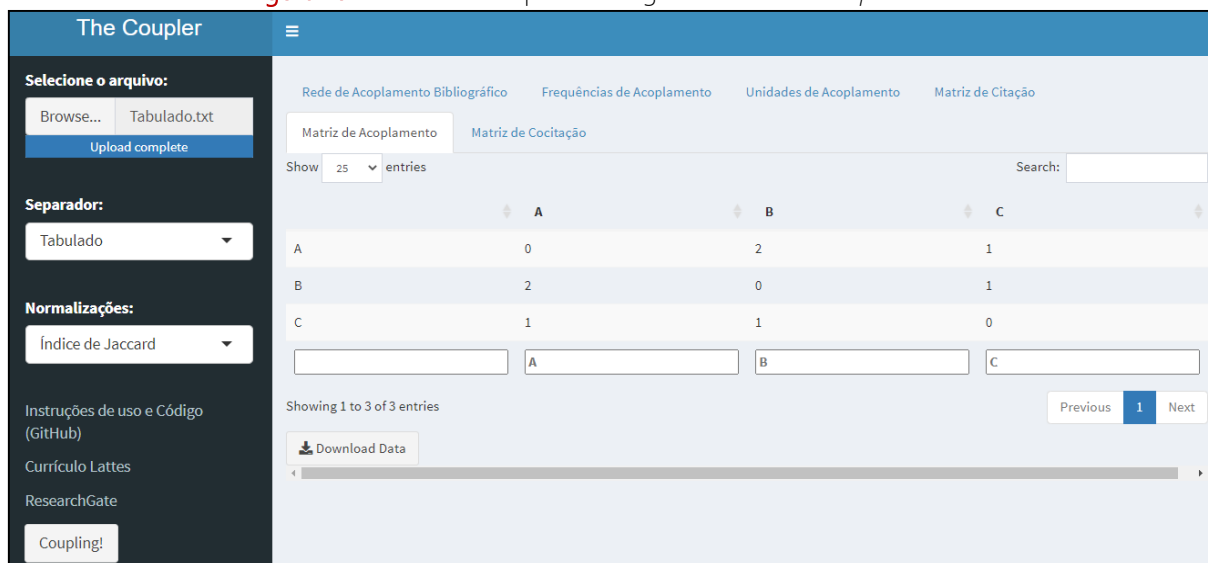 The Coupler
Selecione o arquivo:
Browse... Tabulado.txt
Upload complete
Separador:
Tabulado
Normalizações:
Índice de Jaccard
Instruções de uso e Código
(GitHub)
Currículo Lattes
ResearchGate
Coupling!
Rede de Acoplamento Bibliográfico Frequências de Acoplamento Unidades de Acoplamento Matriz de Citação
Matriz de Acoplamento Matriz de Cocitação
Show 25 entries Search:
A B C
A 0 2 1
B 2 0 1
C 1 1 0
A B C
Showing 1 to 3 of 3 entries Previous 1 Next
Download Data